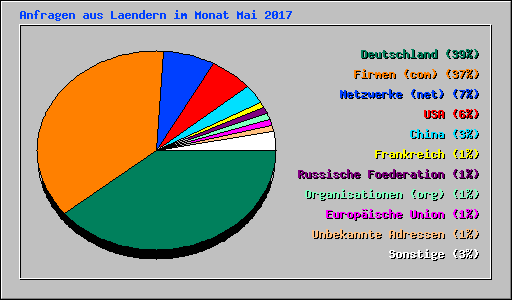 Anfragen aus Laendern im Monat Mai 2017
Deutschland (39%)
Firmen (com) (37%)
Netzwerke (net) (7%)
USA (6%)
China (3%)
Frankreich (1%)
Russische Foederation (1%)
Organisationen (org) (1%)
Europäische Union (1%)
Unbekannte Adressen (1%)
Sonstige (3%)